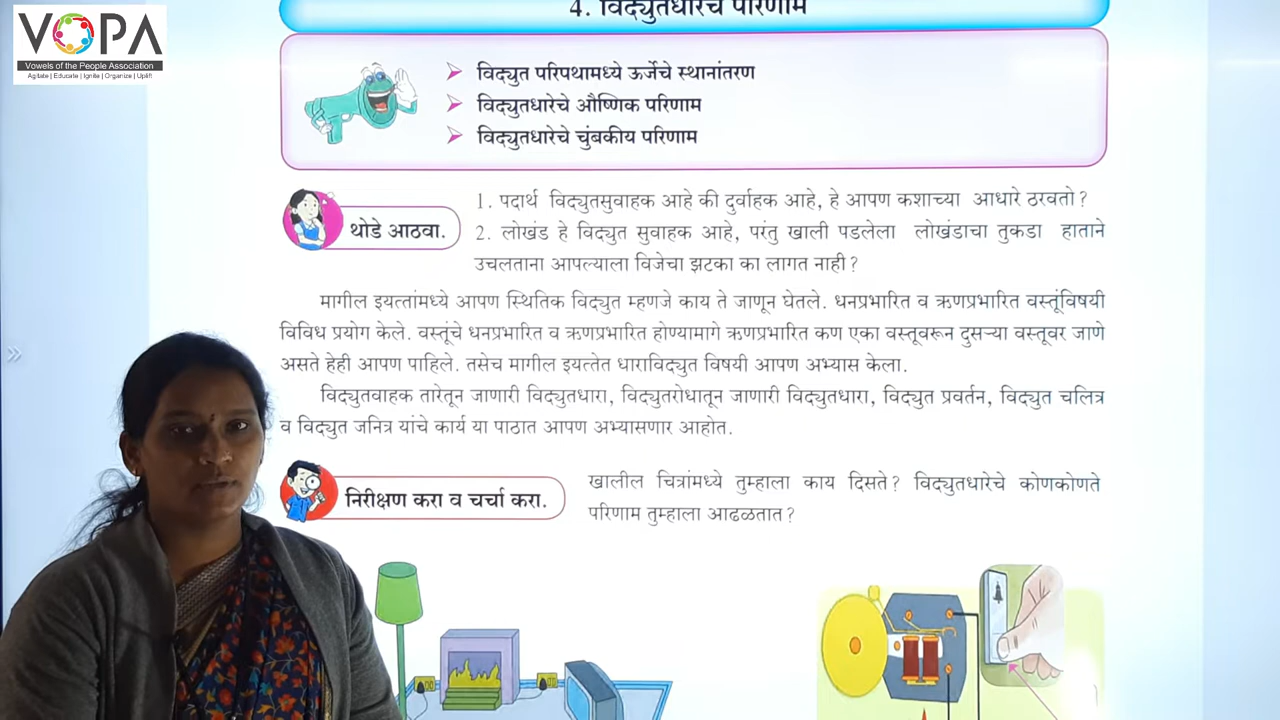 VOPA
Vowels of the People Association
Agitate | Educate | Ignite | Organize | Uplift
4. विद्युतधारेचे परिणाम
विद्युत परिपथामध्ये ऊर्जेचे स्थानांतरण
विद्युतधारेचे औष्णिक परिणाम
विद्युतधारेचे चुंबकीय परिणाम
थोडे आठवा.
1. पदार्थ विद्युतसुवाहक आहे की दुर्वाहक आहे, हे आपण कशाच्या आधारे ठरवतो?
2. लोखंड हे विद्युत सुवाहक आहे, परंतु खाली पडलेला लोखंडाचा तुकडा हाताने
उचलताना आपल्याला विजेचा झटका का लागत नाही?
मागील इयत्तांमध्ये आपण स्थितिक विद्युत म्हणजे काय ते जाणून घेतले. धनप्रभारित व ऋणप्रभारित वस्तूंविषयी
विविध प्रयोग केले. वस्तूंचे धनप्रभारित व ऋणप्रभारित होण्यामागे ऋणप्रभारित कण एका वस्तूवरून दुसऱ्या वस्तूवर जाणे
असते हेही आपण पाहिले. तसेच मागील इयत्तेत धाराविद्युत विषयी आपण अभ्यास केला.
विद्युतवाहक तारेतून जाणारी विद्युतधारा, विद्युतरोधातून जाणारी विद्युतधारा, विद्युत प्रवर्तन, विद्युत चलित्र
व विद्युत जनित्र यांचे कार्य या पाठात आपण अभ्यासणार आहोत.
निरीक्षण करा व चर्चा करा.
खालील चित्रांमध्ये तुम्हाला काय दिसते? विद्युतधारेचे कोणकोणते
परिणाम तुम्हाला आढळतात?